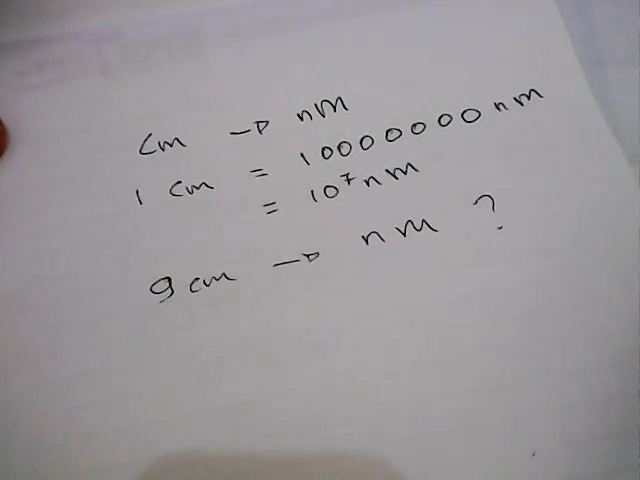 cm → nm
1 cm = 10000000 nm
= 10⁷ nm
9 cm → nm ?